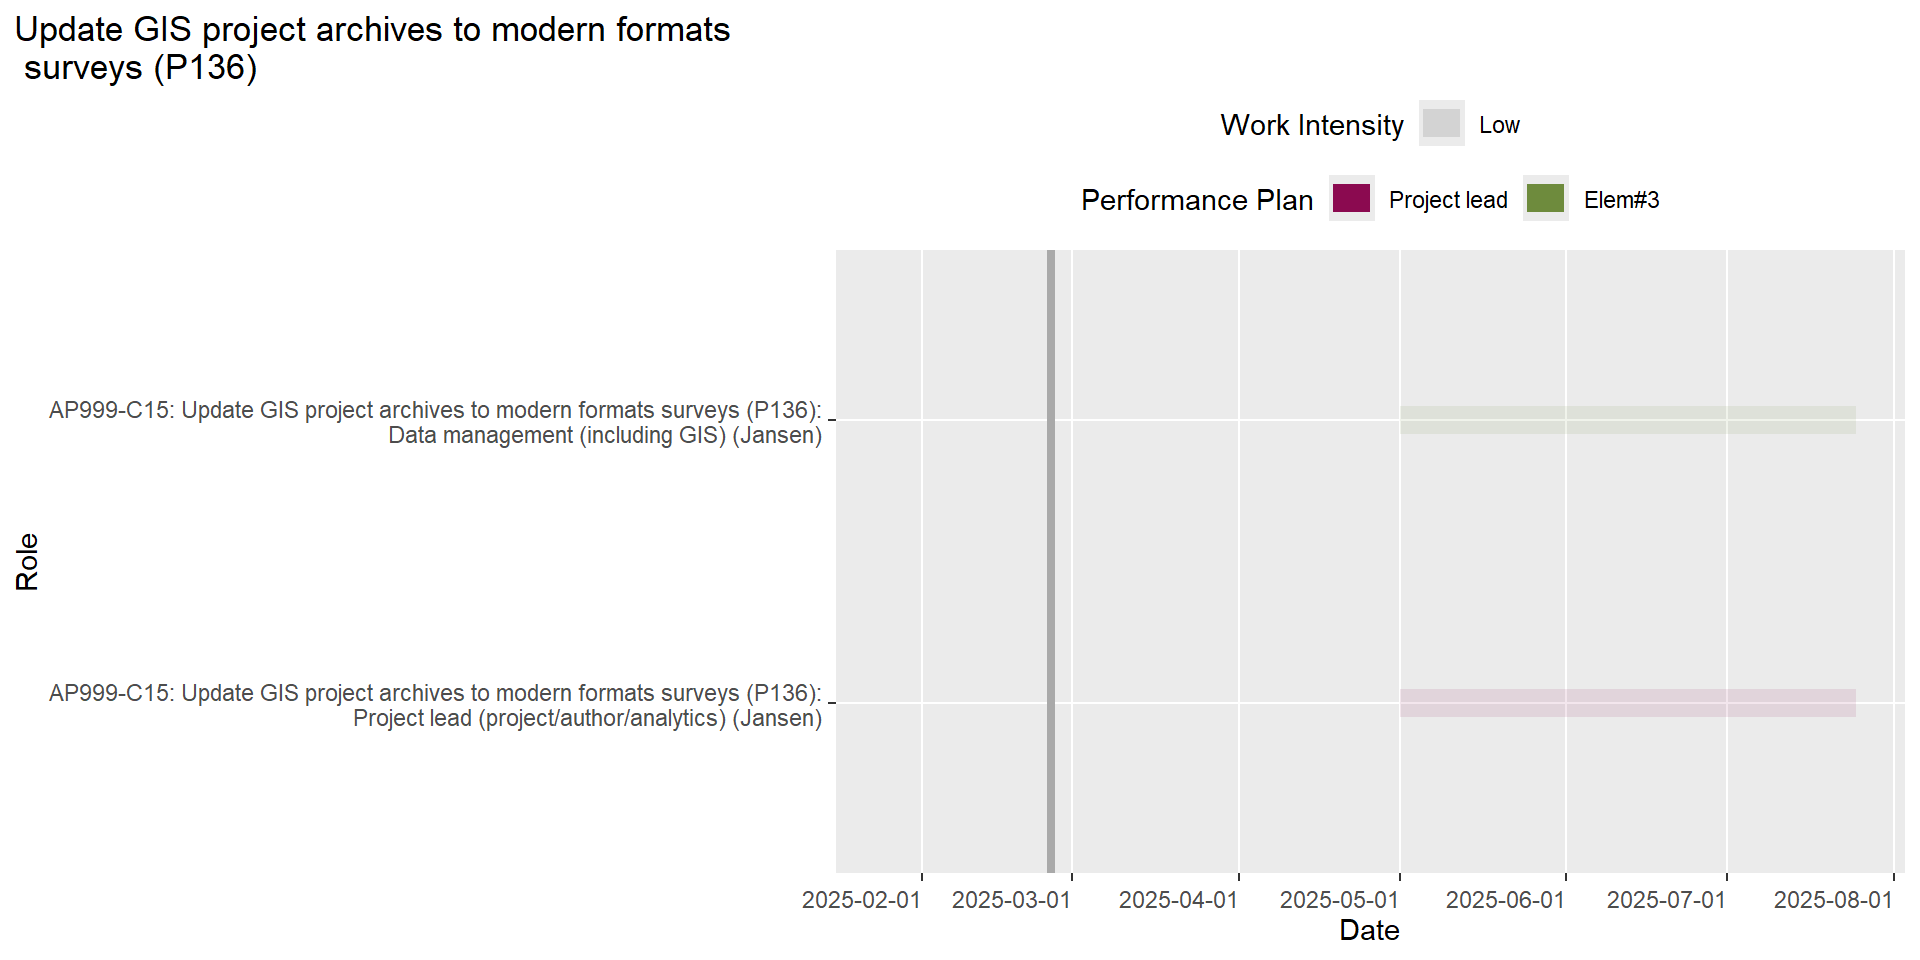 Update GIS project archives to modern formats
surveys (P136)
Work Intensity Low
Performance Plan Project lead Elem#3
AP999-C15: Update GIS project archives to modern formats surveys (P136):
Data management (including GIS) (Jansen)
Role
AP999-C15: Update GIS project archives to modern formats surveys (P136):
Project lead (project/author/analytics) (Jansen)
2025-02-01 2025-03-01 2025-04-01 2025-05-01 2025-06-01 2025-07-01 2025-08-01
Date